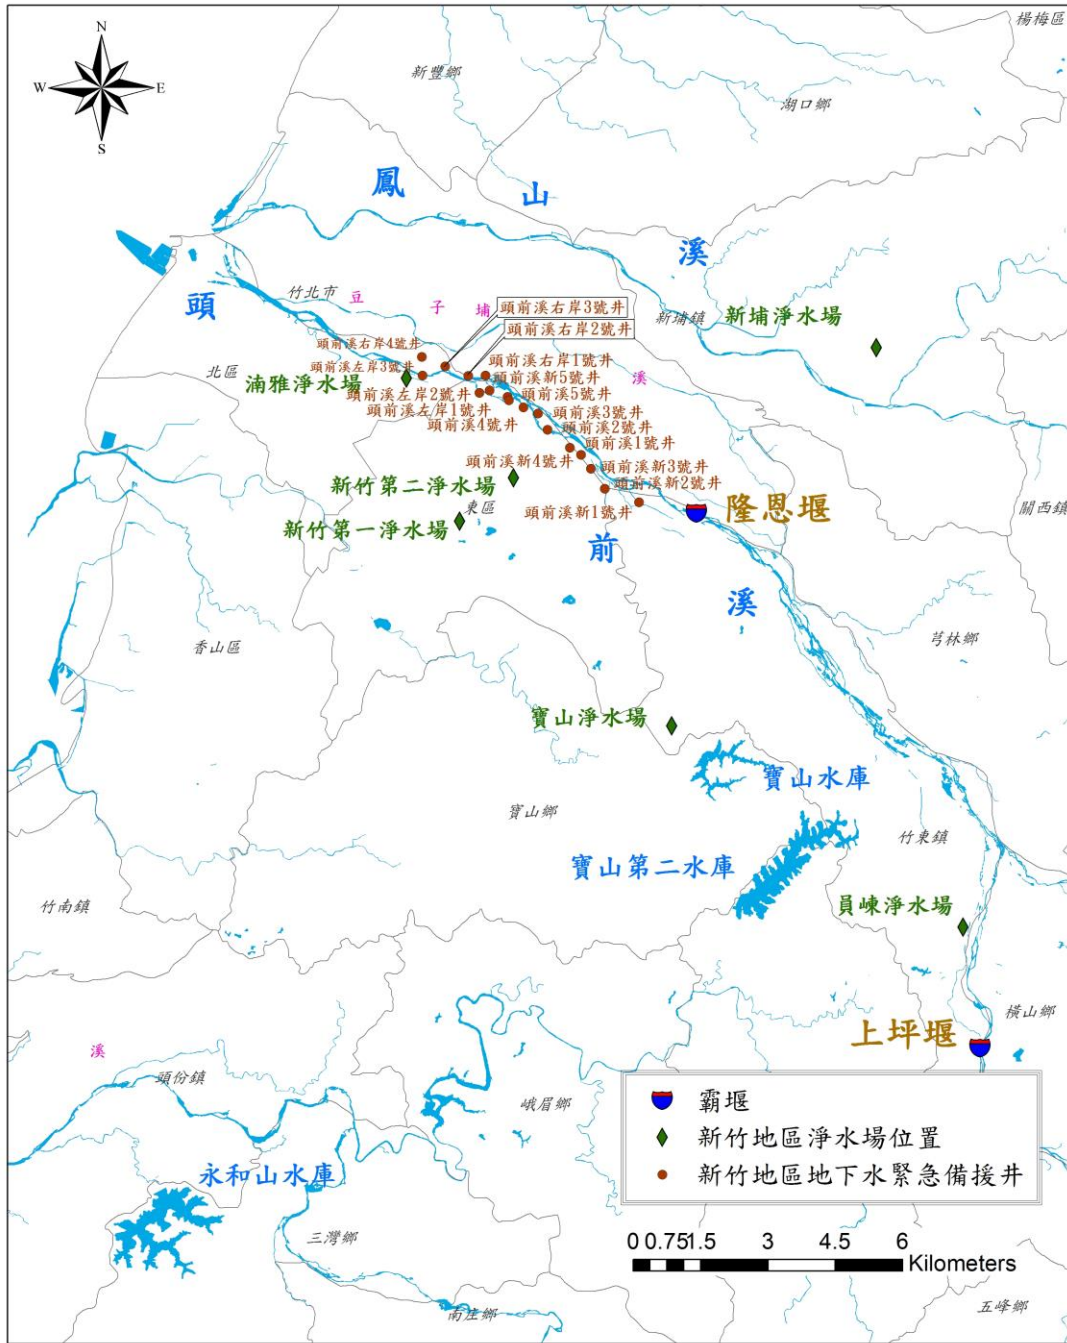 楊梅區
N
新豐鄉
W
E
湖口鄉
S
鳳
山
溪
竹北市
豆
頭
子
埔
頭前溪右岸3號井
新埔鎮
新埔淨水場
頭前溪右岸2號井
頭前溪右岸4號井
頭前溪右岸1號井
北區
頭前溪左岸3號井
頭前溪新5號井
溪
湳雅淨水場
頭前溪左岸2號井
頭前溪5號井
頭前溪左岸1號井
頭前溪3號井
頭前溪4號井
頭前溪2號井
頭前溪1號井
頭前溪新4號井
頭前溪新3號井
新竹第二淨水場
頭前溪新2號井
東區
頭前溪新1號井
隆恩堰
關西鎮
新竹第一淨水場
前
溪
香山區
芎林鄉
寶山淨水場
寶山水庫
寶山鄉
竹東鎮
寶山第二水庫
竹南鎮
員崠淨水場
橫山鄉
上坪堰
溪
頭份鎮
峨眉鄉
霸堰
新竹地區淨水場位置
永和山水庫
新竹地區地下水緊急備援井
三灣鄉
0 0.75 1.5 3 4.5 6
Kilometers
南庄鄉
五峰鄉